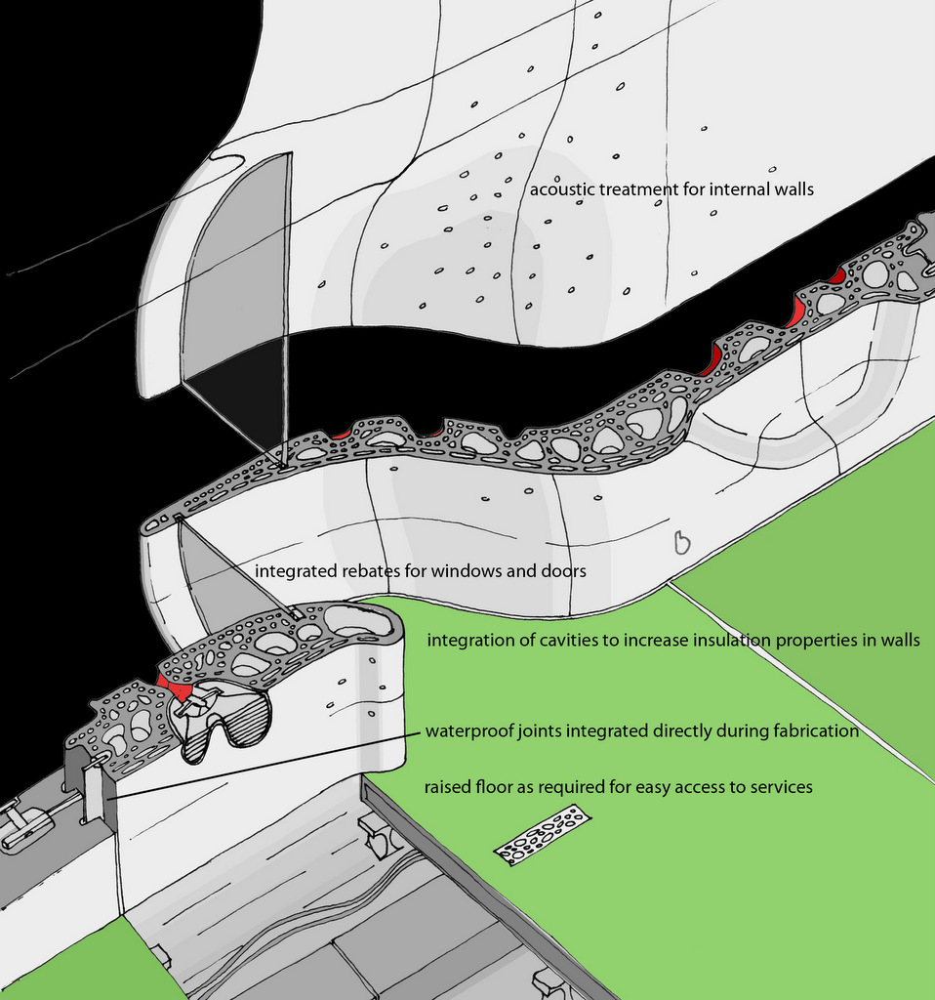 acoustic treatment for internal walls
B
integrated rebates for windows and doors
integration of cavities to increase insulation properties in walls
waterproof joints integrated directly during fabrication
raised floor as required for easy access to services